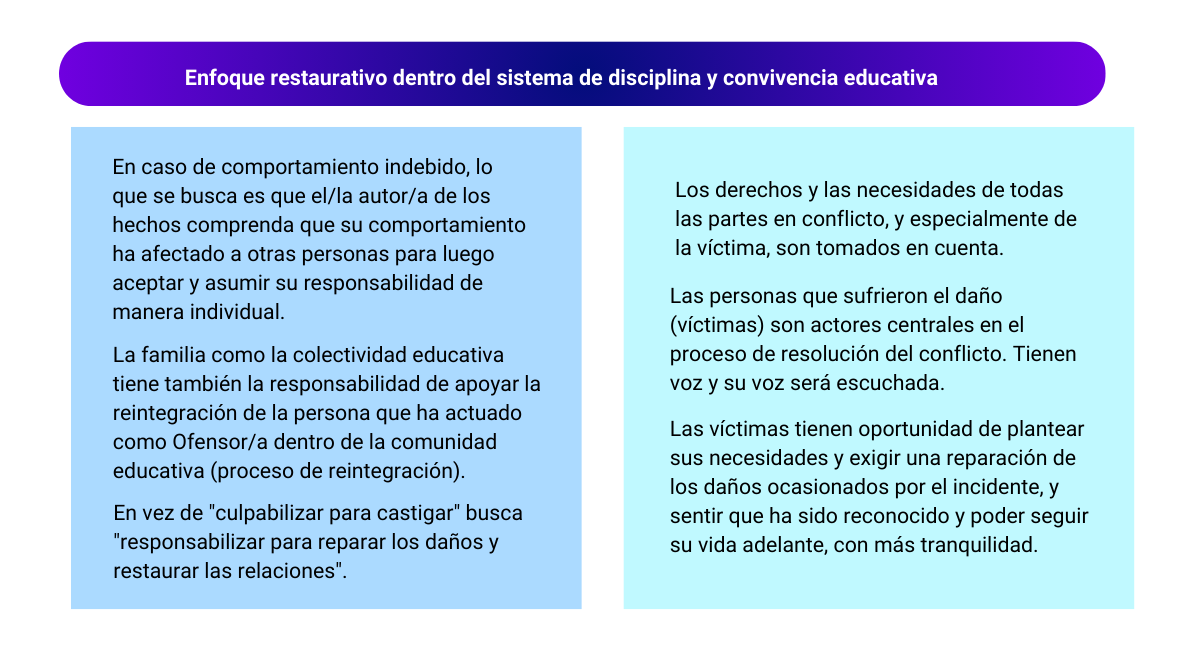 Enfoque restaurativo dentro del sistema de disciplina y convivencia educativa
En caso de comportamiento indebido, lo
que se busca es que el/la autor/a de los
hechos comprenda que su comportamiento
ha afectado a otras personas para luego
aceptar y asumir su responsabilidad de
manera individual.
La familia como la colectividad educativa
tiene también la responsabilidad de apoyar la
reintegración de la persona que ha actuado
como Ofensor/a dentro de la comunidad
educativa (proceso de reintegración).
En vez de "culpabilizar para castigar" busca
"responsabilizar para reparar los daños y
restaurar las relaciones".
Los derechos y las necesidades de todas
las partes en conflicto, y especialmente de
la víctima, son tomados en cuenta.
Las personas que sufrieron el daño
(víctimas) son actores centrales en el
proceso de resolución del conflicto. Tienen
voz y su voz será escuchada.
Las víctimas tienen oportunidad de plantear
sus necesidades y exigir una reparación de
los daños ocasionados por el incidente, y
sentir que ha sido reconocido y poder seguir
su vida adelante, con más tranquilidad.